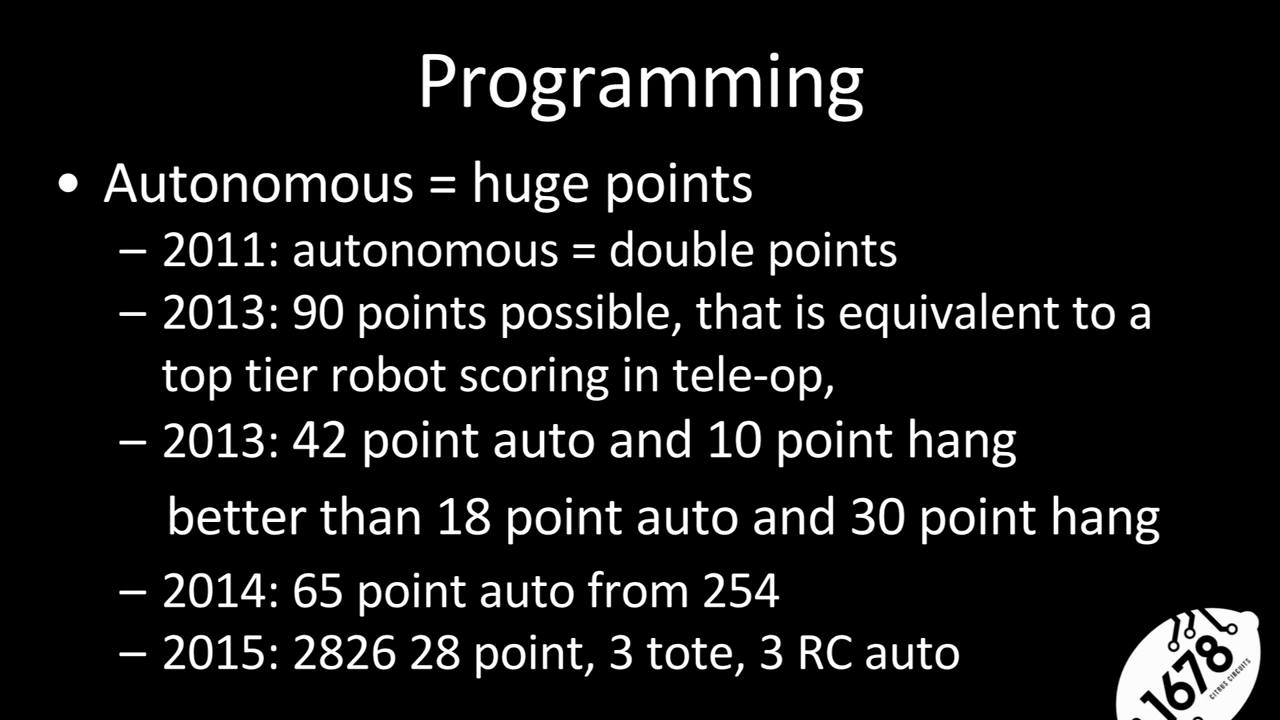 Programming
• Autonomous = huge points
– 2011: autonomous = double points
– 2013: 90 points possible, that is equivalent to a
top tier robot scoring in tele-op,
– 2013: 42 point auto and 10 point hang
better than 18 point auto and 30 point hang
– 2014: 65 point auto from 254
– 2015: 2826 28 point, 3 tote, 3 RC auto
1678
CITRUS CIRCUITS